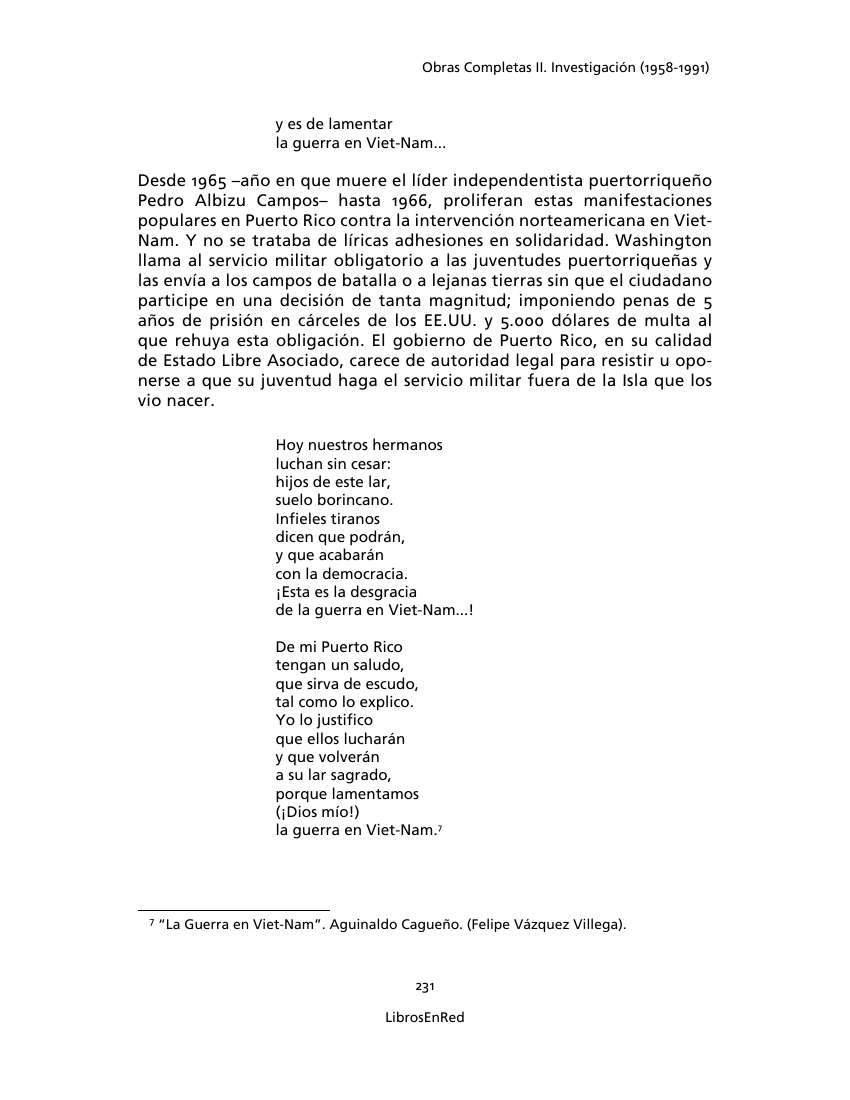 Obras Completas II. Investigación (1958-1991)
y es de lamentar
la guerra en Viet-Nam...
Desde 1965 –año en que muere el líder independentista puertorriqueño
Pedro Albizu Campos– hasta 1966, proliferan estas manifestaciones
populares en Puerto Rico contra la intervención norteamericana en Viet-
Nam. Y no se trataba de líricas adhesiones en solidaridad. Washington
llama al servicio militar obligatorio a las juventudes puertorriqueñas y
las envía a los campos de batalla o a lejanas tierras sin que el ciudadano
participe en una decisión de tanta magnitud; imponiendo penas de 5
años de prisión en cárceles de los EE.UU. y 5.000 dólares de multa al
que rehuya esta obligación. El gobierno de Puerto Rico, en su calidad
de Estado Libre Asociado, carece de autoridad legal para resistir u opo-
nerse a que su juventud haga el servicio militar fuera de la Isla que los
vio nacer.
Hoy nuestros hermanos
luchan sin cesar:
hijos de este lar,
suelo borincano.
Infieles tiranos
dicen que podrán,
y que acabarán
con la democracia.
¡Esta es la desgracia
de la guerra en Viet-Nam...!
De mi Puerto Rico
tengan un saludo,
que sirva de escudo,
tal como lo explico.
Yo lo justifico
que ellos lucharán
y que volverán
a su lar sagrado,
porque lamentamos
(¡Dios mío!)
la guerra en Viet-Nam.⁷
⁷ “La Guerra en Viet-Nam”. Aguinaldo Cagueño. (Felipe Vázquez Villega).
231
LibrosEnRed